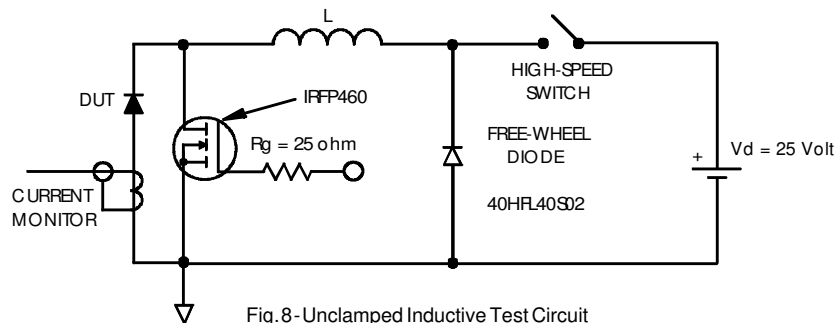 L
HIGH-SPEED
SWITCH
DUT
IRFP460
Rg = 25 ohm
FREE-WHEEL
DIODE
+
Vd = 25 Volt
CURRENT
MONITOR
40HFL40S02
Fig. 8 - Unclamped Inductive Test Circuit